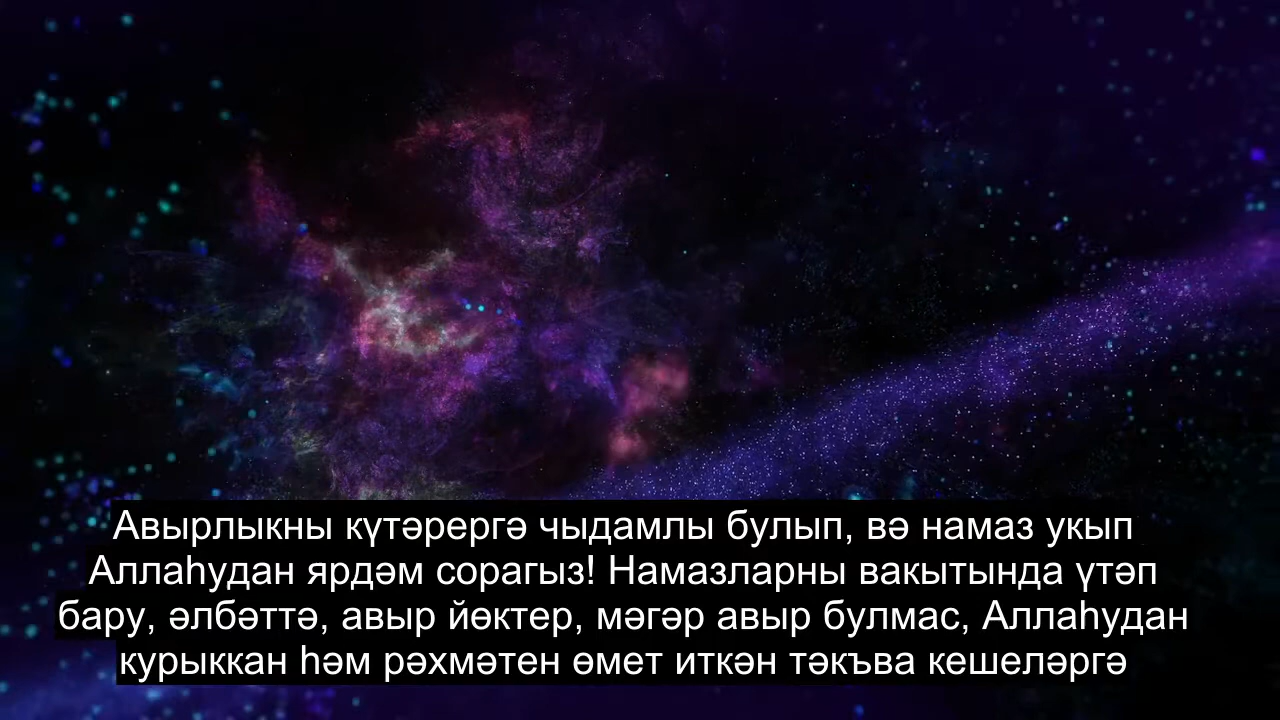 Авырлыкны күтәрергә чыдамлы булып, вә намаз укып
Аллаһудан ярдәм сорагыз! Намазларны вакытында үтәп
бару, әлбәттә, авыр йөктер, мәгәр авыр булмас, Аллаһудан
курыккан һәм рәхмәтен өмет иткән тәкъва кешеләргә